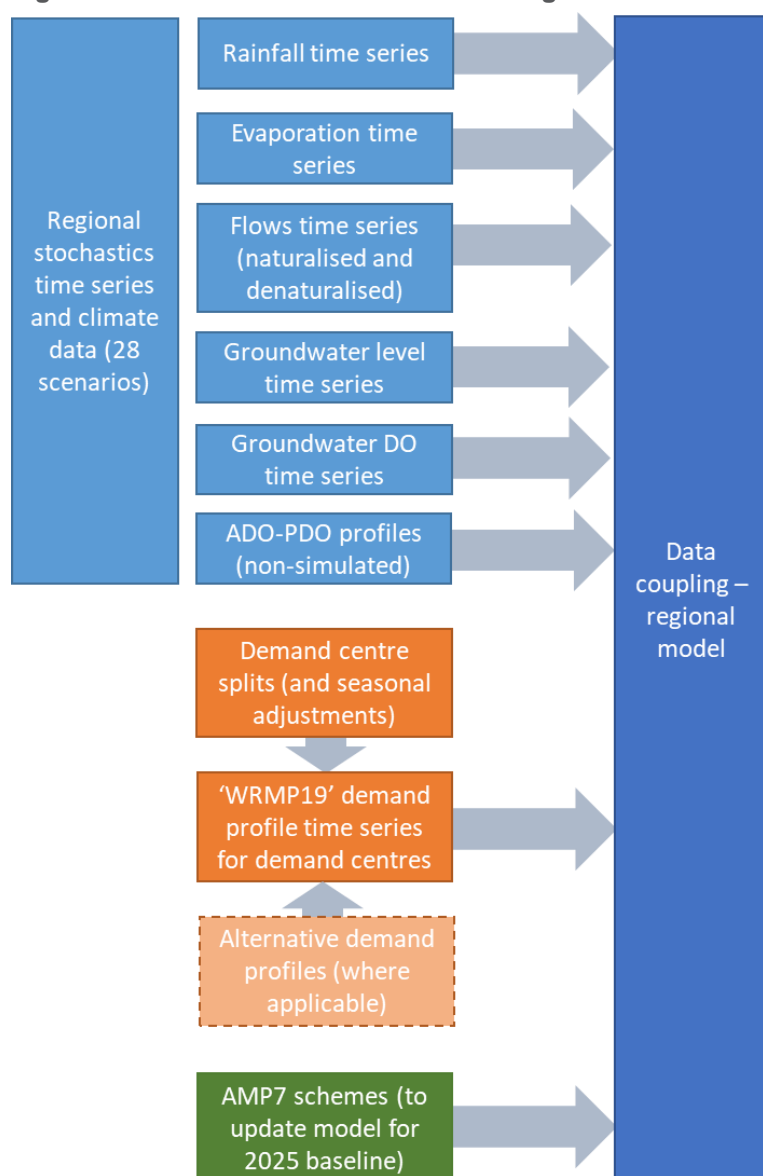 Regional
stochastics
time series
and climate
data (28
scenarios)
Rainfall time series
Evaporation time
series
Flows time series
(naturalised and
denaturalised)
Groundwater level
time series
Groundwater DO
time series
ADO-PDO profiles
(non-simulated)
Demand centre
splits (and seasonal
adjustments)
‘WRMP19’ demand
profile time series
for demand centres
Alternative demand
profiles (where
applicable)
AMP7 schemes (to
update model for
2025 baseline)
Data
coupling –
regional
model